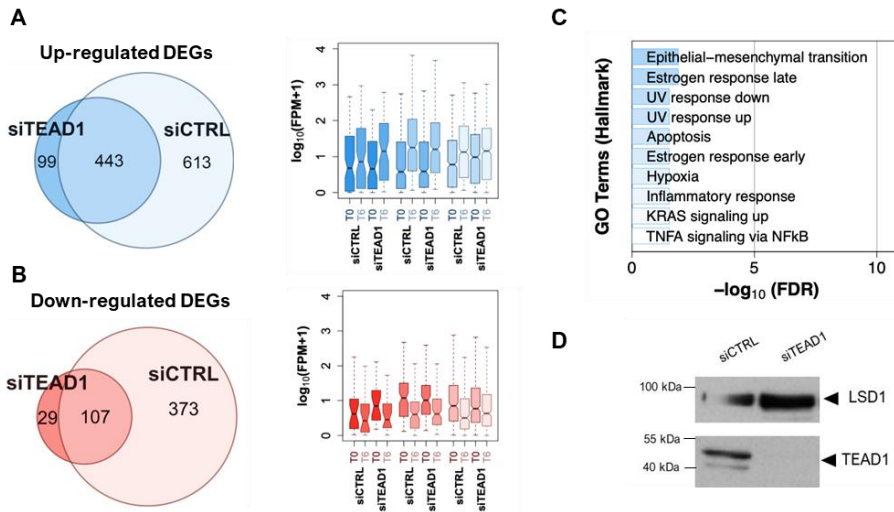 A
Up-regulated DEGs
siTEAD1
siCTRL
99
443
613
log10(FPM+1)
4
3
2
1
0
T0
T6
T0
T6
T0
T6
T0
T6
T0
T6
T0
T6
siCTRL
siTEAD1
siCTRL
siTEAD1
siCTRL
siTEAD1
B
Down-regulated DEGs
siTEAD1
siCTRL
29
107
373
log10(FPM+1)
4
3
2
1
0
T0
T6
T0
T6
T0
T6
T0
T6
T0
T6
T0
T6
siCTRL
siTEAD1
siCTRL
siTEAD1
siCTRL
siTEAD1
C
GO Terms (Hallmark)
Epithelial−mesenchymal transition
Estrogen response late
UV response down
UV response up
Apoptosis
Estrogen response early
Hypoxia
Inflammatory response
KRAS signaling up
TNFA signaling via NFkB
0
5
10
−log10 (FDR)
D
siCTRL
siTEAD1
100 kDa
LSD1
55 kDa
40 kDa
TEAD1